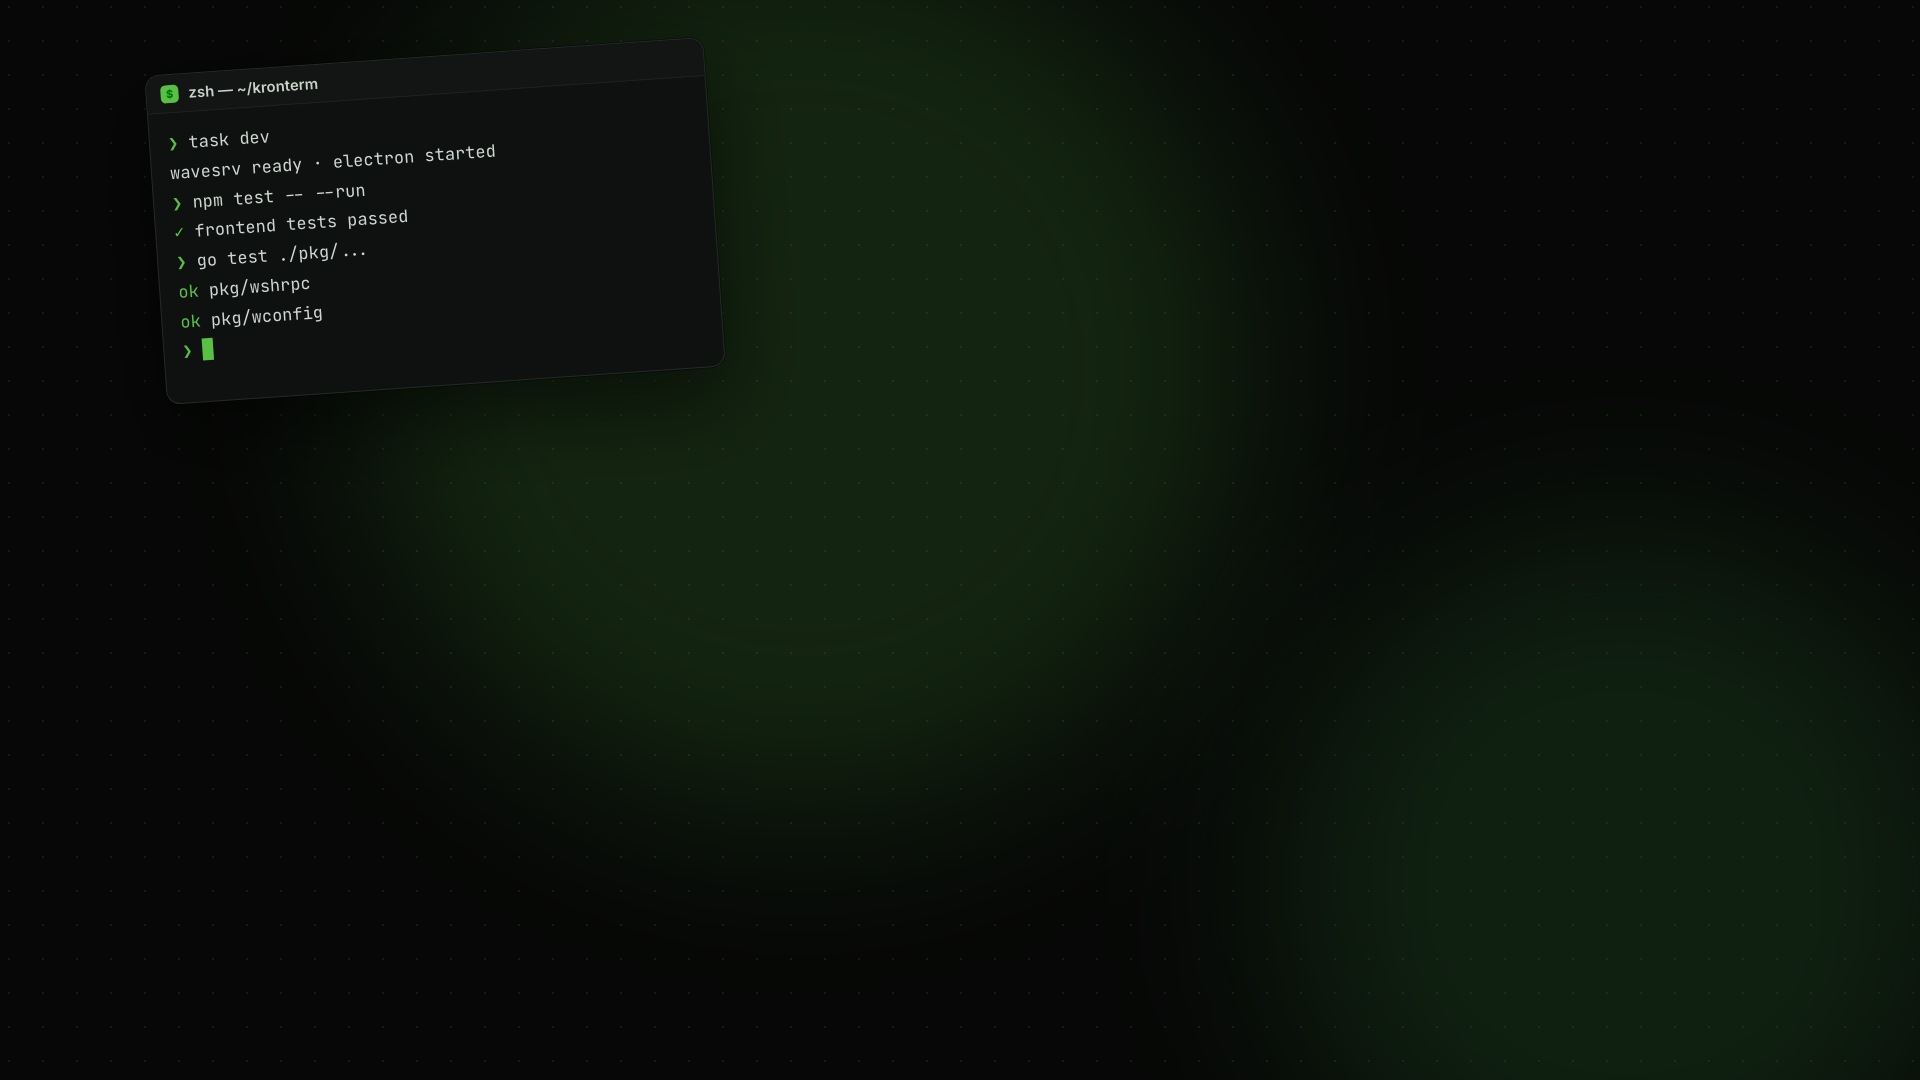 $ zsh — ~/kronterm
❯ task dev
wavesrv ready · electron started
❯ npm test -- --run
✓ frontend tests passed
❯ go test ./pkg/...
ok pkg/wshrpc
ok pkg/wconfig
❯